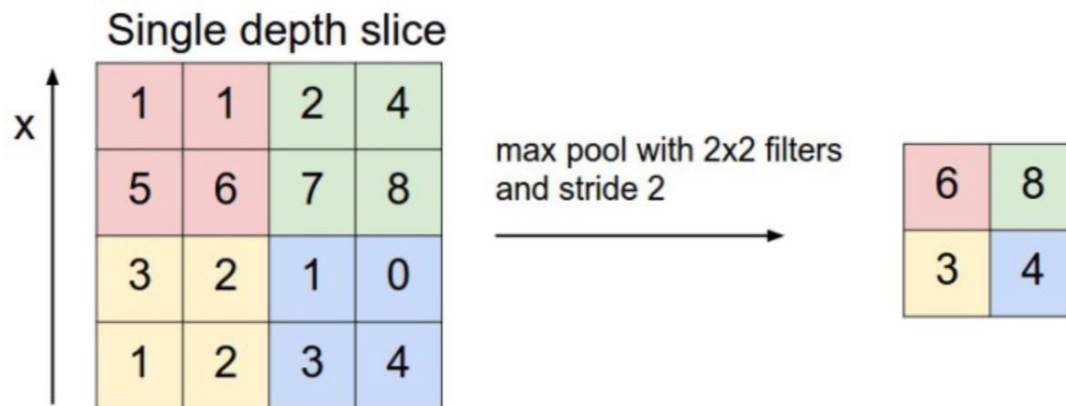 Single depth slice
x
1 1 2 4
5 6 7 8
3 2 1 0
1 2 3 4
max pool with 2x2 filters
and stride 2
6 8
3 4